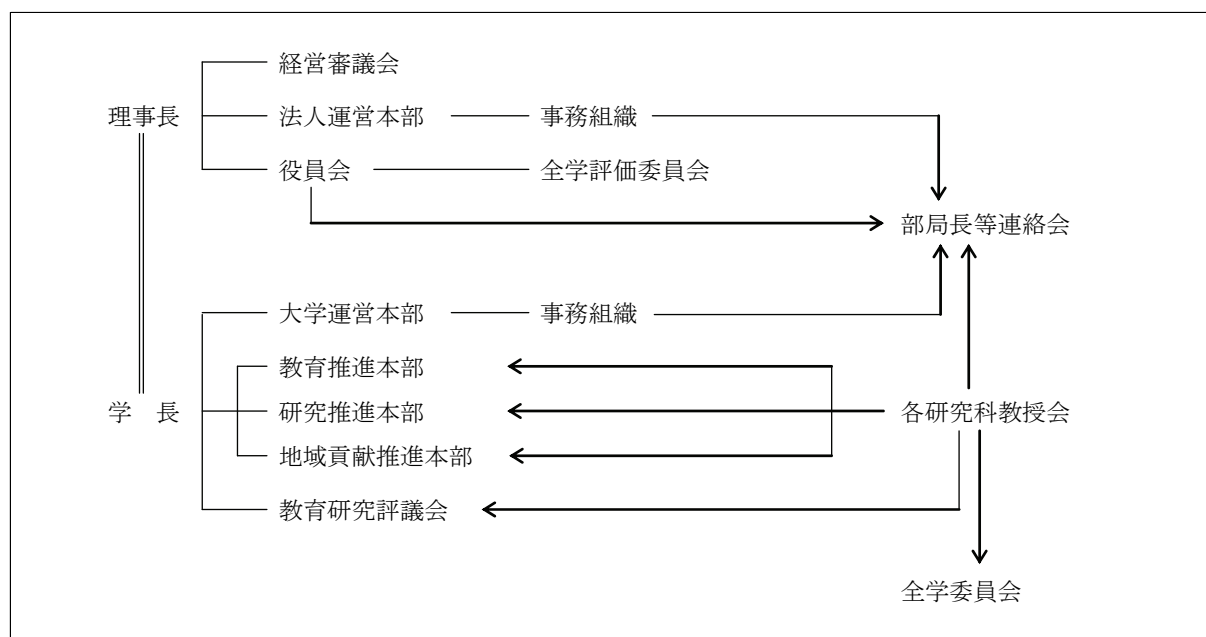 経営審議会
理事長 法人運営本部 事務組織
役員会 全学評価委員会
部局長等連絡会
大学運営本部 事務組織
教育推進本部
学　長 研究推進本部 各研究科教授会
地域貢献推進本部
教育研究評議会
全学委員会